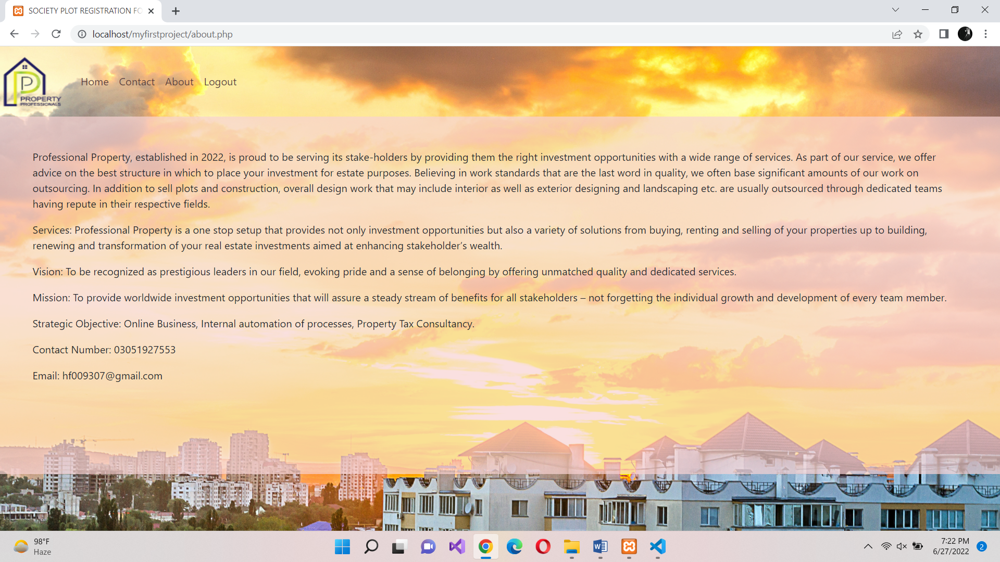 SOCIETY PLOT REGISTRATION FO
localhost/myfirstproject/about.php
PROPERTY
PROFESSIONALS
Home Contact About Logout
Professional Property, established in 2022, is proud to be serving its stake-holders by providing them the right investment opportunities with a wide range of services. As part of our service, we offer
advice on the best structure in which to place your investment for estate purposes. Believing in work standards that are the last word in quality, we often base significant amounts of our work on
outsourcing. In addition to sell plots and construction, overall design work that may include interior as well as exterior designing and landscaping etc. are usually outsourced through dedicated teams
having repute in their respective fields.
Services: Professional Property is a one stop setup that provides not only investment opportunities but also a variety of solutions from buying, renting and selling of your properties up to building,
renewing and transformation of your real estate investments aimed at enhancing stakeholder’s wealth.
Vision: To be recognized as prestigious leaders in our field, evoking pride and a sense of belonging by offering unmatched quality and dedicated services.
Mission: To provide worldwide investment opportunities that will assure a steady stream of benefits for all stakeholders – not forgetting the individual growth and development of every team member.
Strategic Objective: Online Business, Internal automation of processes, Property Tax Consultancy.
Contact Number: 03051927553
Email: hf009307@gmail.com
98°F
Haze
7:22 PM
6/27/2022
2